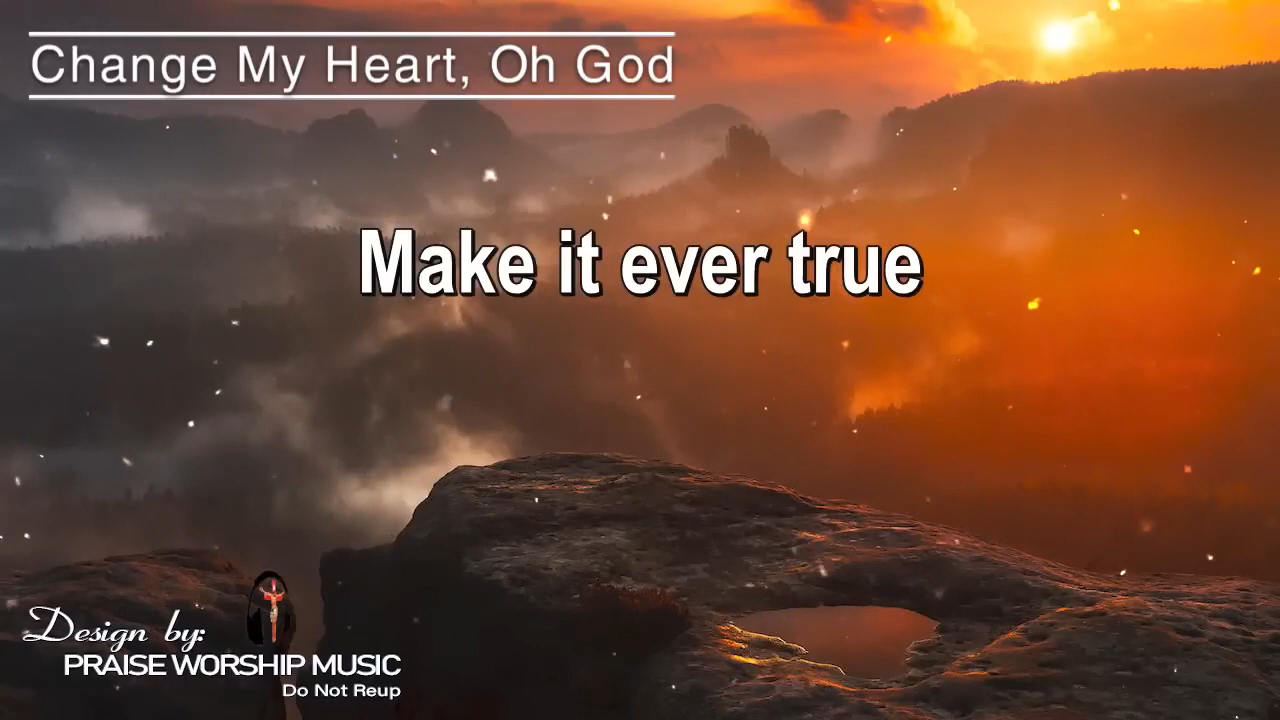 Change My Heart, Oh God
Make it ever true
Design by:
PRAISE WORSHIP MUSIC
Do Not Reup